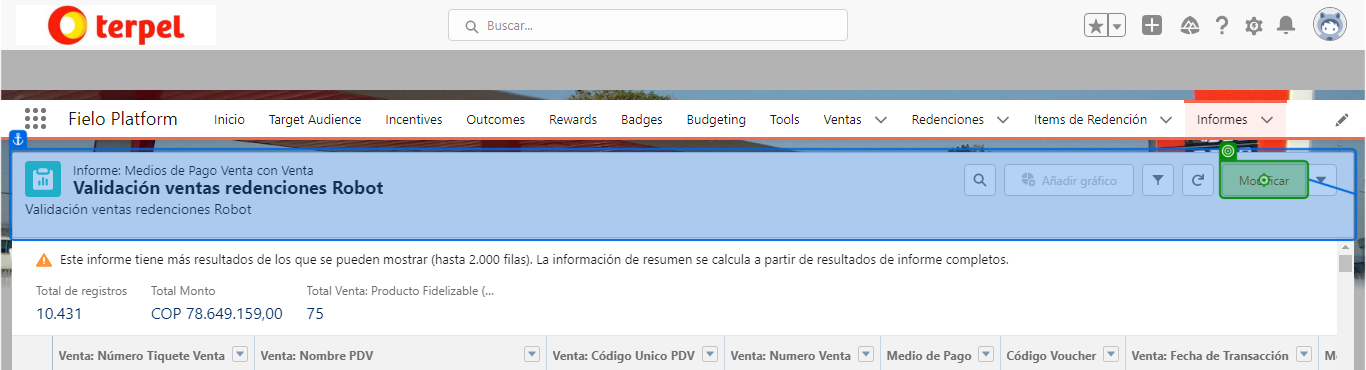 terpel
Buscar...
Fielo Platform
Inicio
Target Audience
Incentives
Outcomes
Rewards
Badges
Budgeting
Tools
Ventas
Redenciones
Items de Redención
Informes
Informe: Medios de Pago Venta con Venta
Validación ventas redenciones Robot
Validación ventas redenciones Robot
Añadir gráfico
Modificar
Este informe tiene más resultados de los que se pueden mostrar (hasta 2.000 filas). La información de resumen se calcula a partir de resultados de informe completos.
Total de registros
10.431
Total Monto
COP 78.649.159,00
Total Venta: Producto Fidelizable (...
75
Venta: Número Tiquete Venta
Venta: Nombre PDV
Venta: Código Unico PDV
Venta: Numero Venta
Medio de Pago
Código Voucher
Venta: Fecha de Transacción